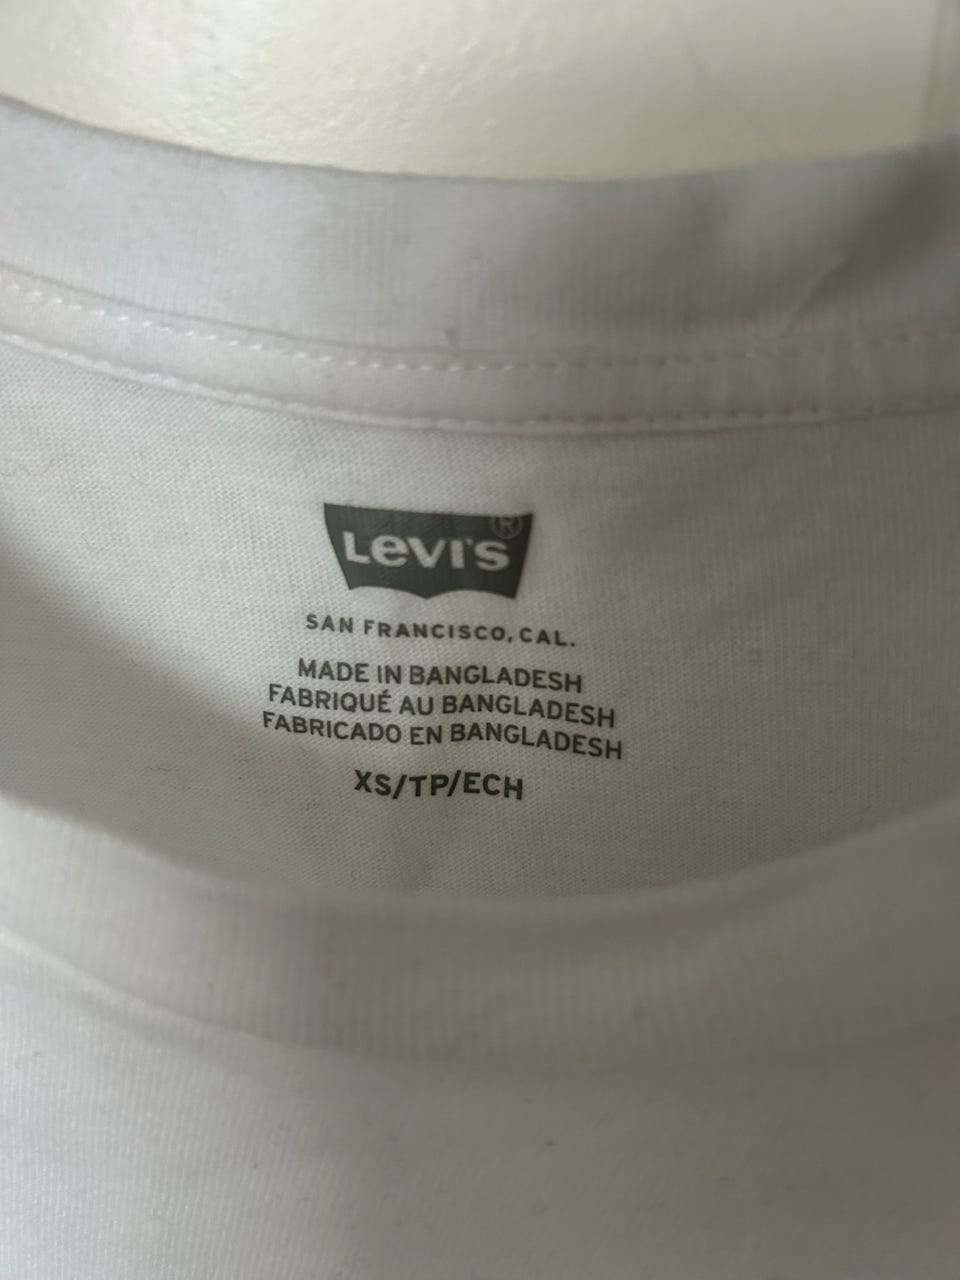 Levi's®
SAN FRANCISCO, CAL.
MADE IN BANGLADESH
FABRIQUÉ AU BANGLADESH
FABRICADO EN BANGLADESH
XS/TP/ECH